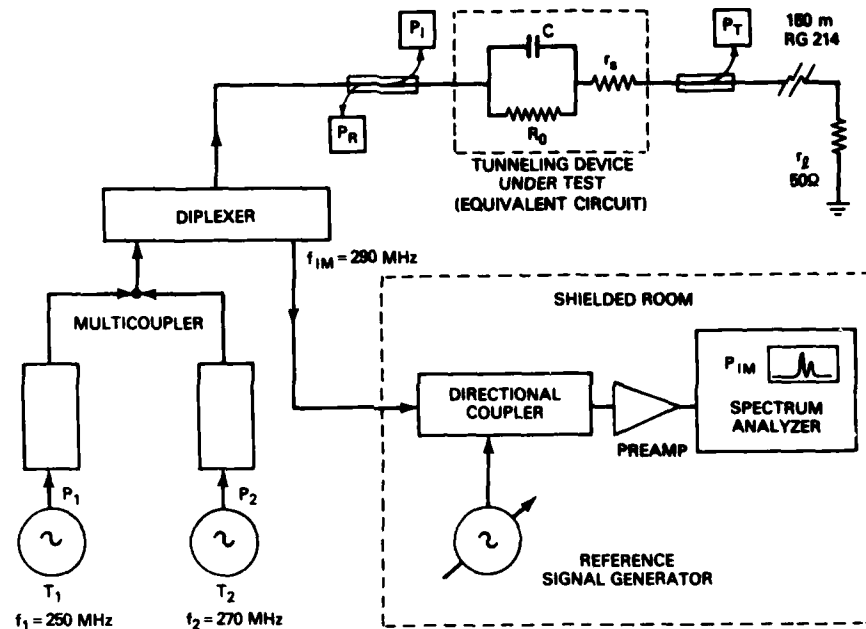 P_I
P_T
180 m
RG 214
C
r_s
P_R
R_0
r_ℓ
50Ω
TUNNELING DEVICE
UNDER TEST
(EQUIVALENT CIRCUIT)
DIPLEXER
f_IM = 290 MHz
MULTICOUPLER
SHIELDED ROOM
DIRECTIONAL
COUPLER
P_IM
SPECTRUM
ANALYZER
PREAMP
P_1
P_2
~
~
~
T_1
T_2
REFERENCE
SIGNAL GENERATOR
f_1 = 250 MHz
f_2 = 270 MHz